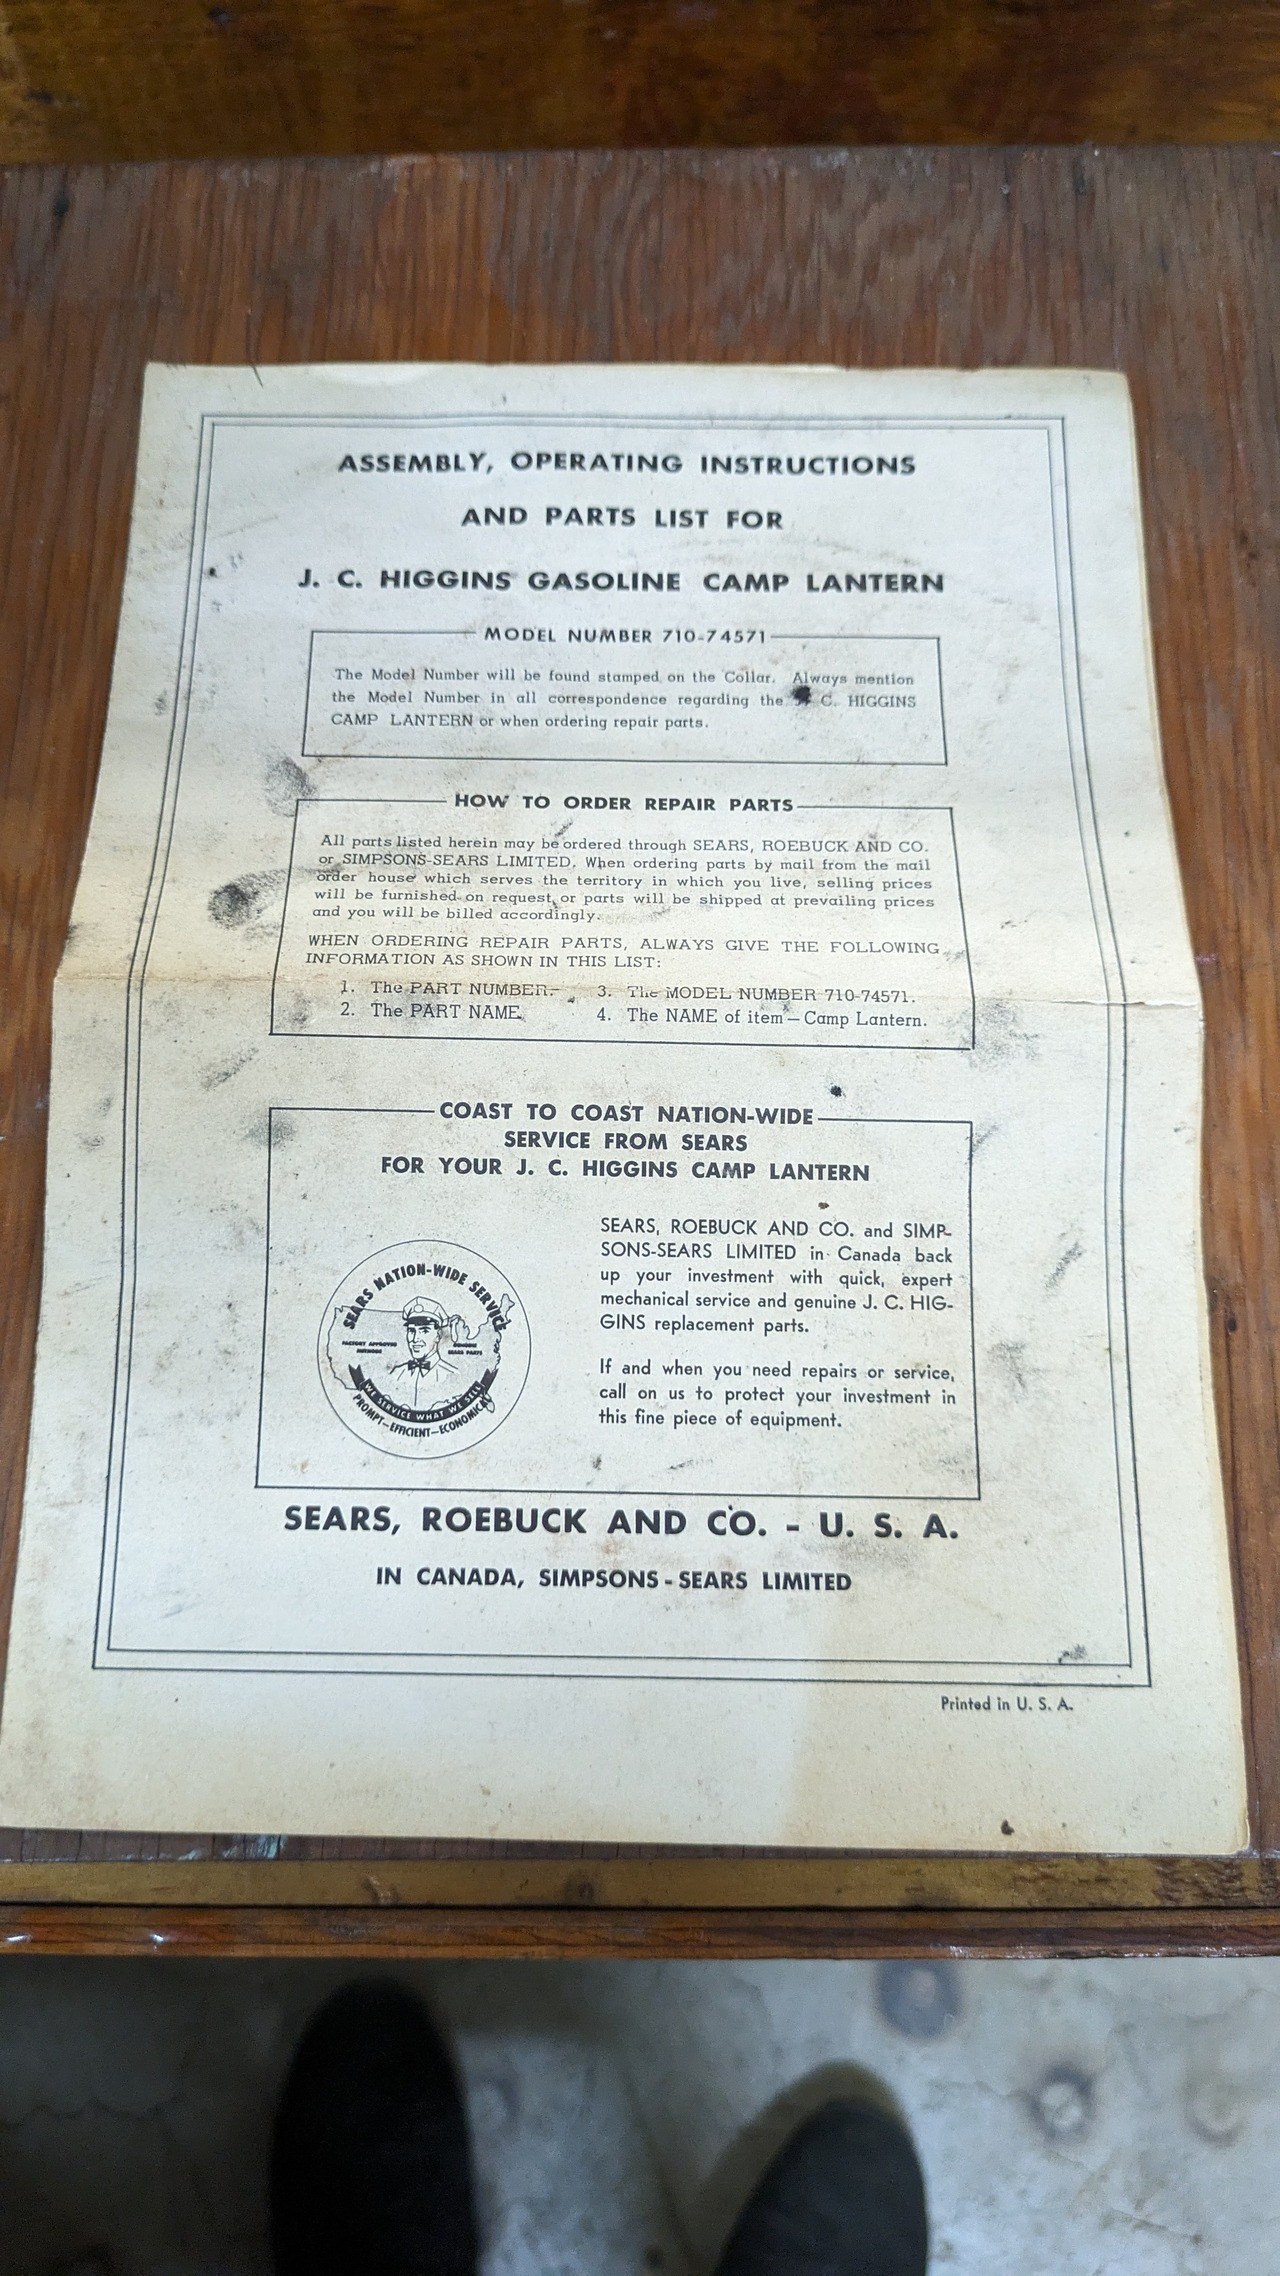 ASSEMBLY, OPERATING INSTRUCTIONS
AND PARTS LIST FOR
J. C. HIGGINS GASOLINE CAMP LANTERN
MODEL NUMBER 710-74571
The Model Number will be found stamped on the Collar. Always mention
the Model Number in all correspondence regarding the J. C. HIGGINS
CAMP LANTERN or when ordering repair parts.
HOW TO ORDER REPAIR PARTS
All parts listed herein may be ordered through SEARS, ROEBUCK AND CO.
or SIMPSONS-SEARS LIMITED. When ordering parts by mail from the mail
order house which serves the territory in which you live, selling prices
will be furnished on request or parts will be shipped at prevailing prices
and you will be billed accordingly.
WHEN ORDERING REPAIR PARTS, ALWAYS GIVE THE FOLLOWING
INFORMATION AS SHOWN IN THIS LIST:
1. The PART NUMBER. 3. The MODEL NUMBER 710-74571.
2. The PART NAME. 4. The NAME of item — Camp Lantern.
COAST TO COAST NATION-WIDE
SERVICE FROM SEARS
FOR YOUR J. C. HIGGINS CAMP LANTERN
SEARS NATION-WIDE SERVICE
FACTORY APPROVED
METHODS
GENUINE
SEARS PARTS
WE SERVICE WHAT WE SELL
PROMPT—EFFICIENT—ECONOMICAL
SEARS, ROEBUCK AND CO. and SIMP-
SONS-SEARS LIMITED in Canada back
up your investment with quick, expert
mechanical service and genuine J. C. HIG-
GINS replacement parts.
If and when you need repairs or service,
call on us to protect your investment in
this fine piece of equipment.
SEARS, ROEBUCK AND CO. - U. S. A.
IN CANADA, SIMPSONS-SEARS LIMITED
Printed in U. S. A.